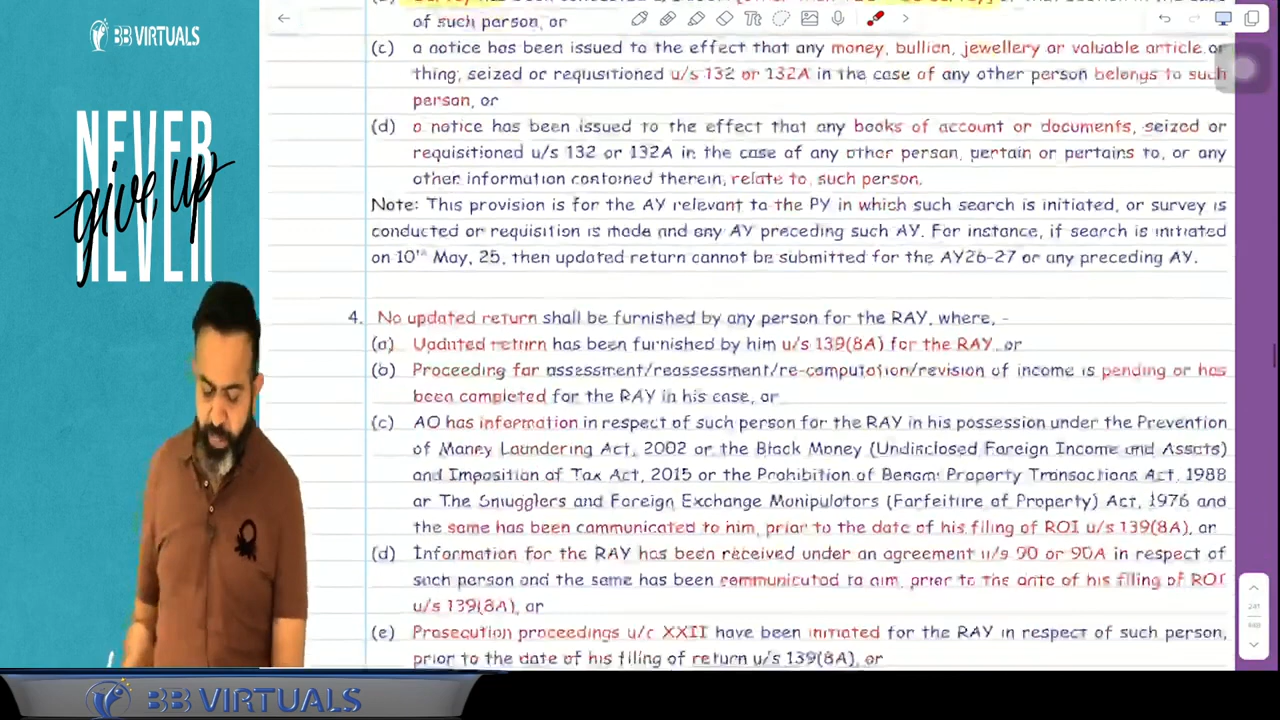 BB VIRTUALS
NEVER
give up
NEVER
of such person, or
(c) a notice has been issued to the effect that any money, bullion, jewellery or valuable article or
thing, seized or requisitioned u/s 132 or 132A in the case of any other person belongs to such
person, or
(d) a notice has been issued to the effect that any books of account or documents, seized or
requisitioned u/s 132 or 132A in the case of any other person, pertain or pertains to, or any
other information contained therein, relate to, such person.
Note: This provision is for the AY relevant to the PY in which such search is initiated, or survey is
conducted or requisition is made and any AY preceding such AY. For instance, if search is initiated
on 10th May, 25, then updated return cannot be submitted for the AY26-27 or any preceding AY.
4. No updated return shall be furnished by any person for the RAY, where, -
(a) Updated return has been furnished by him u/s 139(8A) for the RAY, or
(b) Proceeding for assessment/reassessment/re-computation/revision of income is pending or has
been completed for the RAY in his case, or
(c) AO has information in respect of such person for the RAY in his possession under the Prevention
of Money Laundering Act, 2002 or the Black Money (Undisclosed Foreign Income and Assets)
and Imposition of Tax Act, 2015 or the Prohibition of Benami Property Transactions Act, 1988
or The Smugglers and Foreign Exchange Manipulators (Forfeiture of Property) Act, 1976 and
the same has been communicated to him, prior to the date of his filing of ROI u/s 139(8A), or
(d) Information for the RAY has been received under an agreement u/s 90 or 90A in respect of
such person and the same has been communicated to him, prior to the date of his filing of ROI
u/s 139(8A), or
(e) Prosecution proceedings u/c XXII have been initiated for the RAY in respect of such person,
prior to the date of his filing of return u/s 139(8A), or
241
BB VIRTUALS